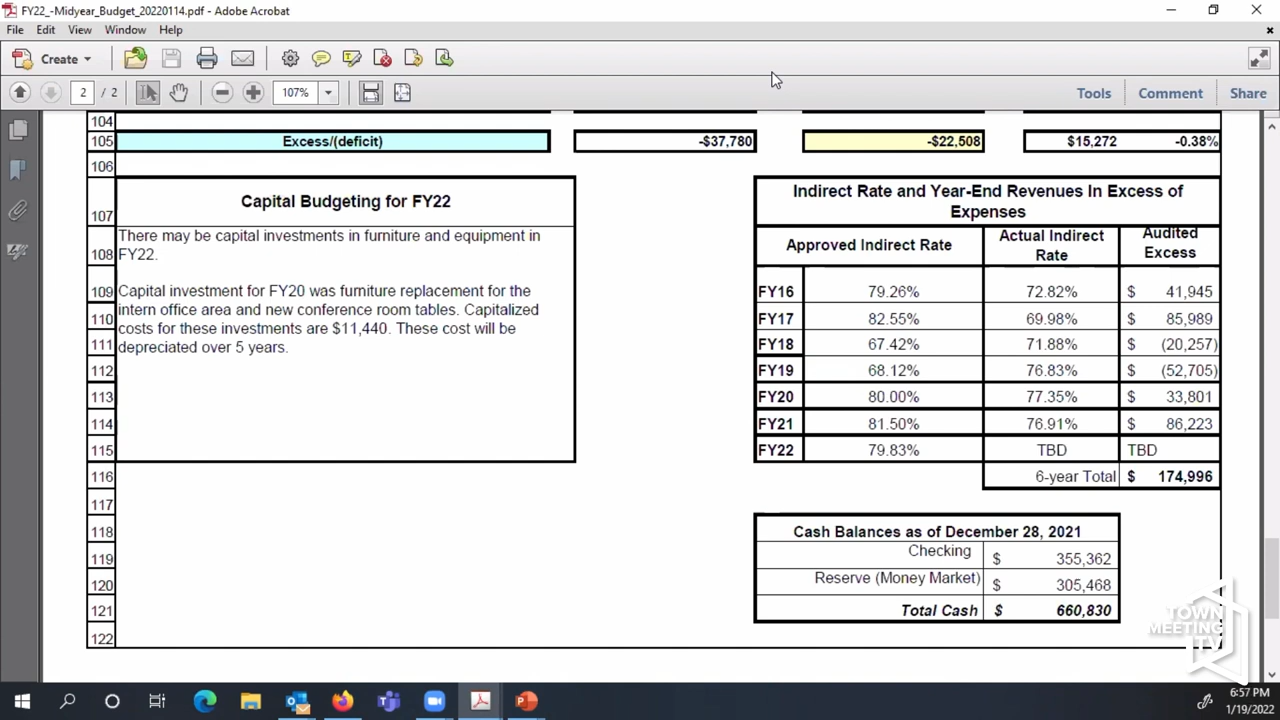 FY22_-Midyear_Budget_20220114.pdf - Adobe Acrobat
File Edit View Window Help
Create
2 / 2 107% Tools Comment Share
104
105 Excess/(deficit) -$37,780 -$22,508 $15,272 -0.38%
106
107 Capital Budgeting for FY22
108 There may be capital investments in furniture and equipment in
FY22.
109 Capital investment for FY20 was furniture replacement for the
110 intern office area and new conference room tables. Capitalized
111 costs for these investments are $11,440. These cost will be
depreciated over 5 years.
112
113
114
115
116
117
118
119
120
121
122
Indirect Rate and Year-End Revenues In Excess of
Expenses
Approved Indirect Rate Actual Indirect Rate Audited Excess
FY16 79.26% 72.82% $ 41,945
FY17 82.55% 69.98% $ 85,989
FY18 67.42% 71.88% $ (20,257)
FY19 68.12% 76.83% $ (52,705)
FY20 80.00% 77.35% $ 33,801
FY21 81.50% 76.91% $ 86,223
FY22 79.83% TBD TBD
6-year Total $ 174,996
Cash Balances as of December 28, 2021
Checking $ 355,362
Reserve (Money Market) $ 305,468
Total Cash $ 660,830
TOWN
MEETING
TV
6:57 PM
1/19/2022